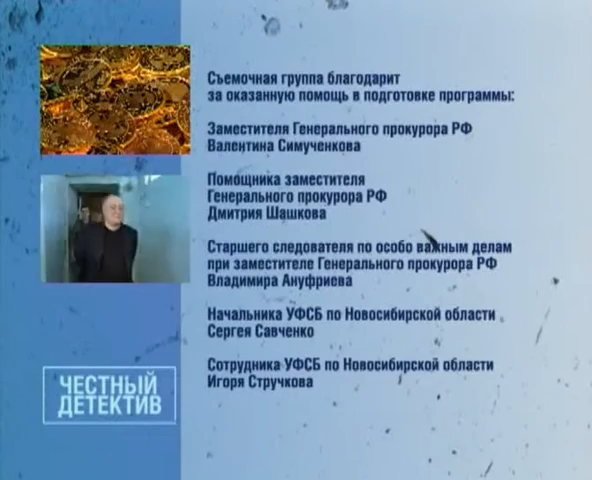 Съемочная группа благодарит
за оказанную помощь в подготовке программы:
Заместителя Генерального прокурора РФ
Валентина Симученкова
Помощника заместителя
Генерального прокурора РФ
Дмитрия Шашкова
Старшего следователя по особо важным делам
при заместителе Генерального прокурора РФ
Владимира Ануфриева
Начальника УФСБ по Новосибирской области
Сергея Савченко
Сотрудника УФСБ по Новосибирской области
Игоря Стручкова
ЧЕСТНЫЙ
ДЕТЕКТИВ